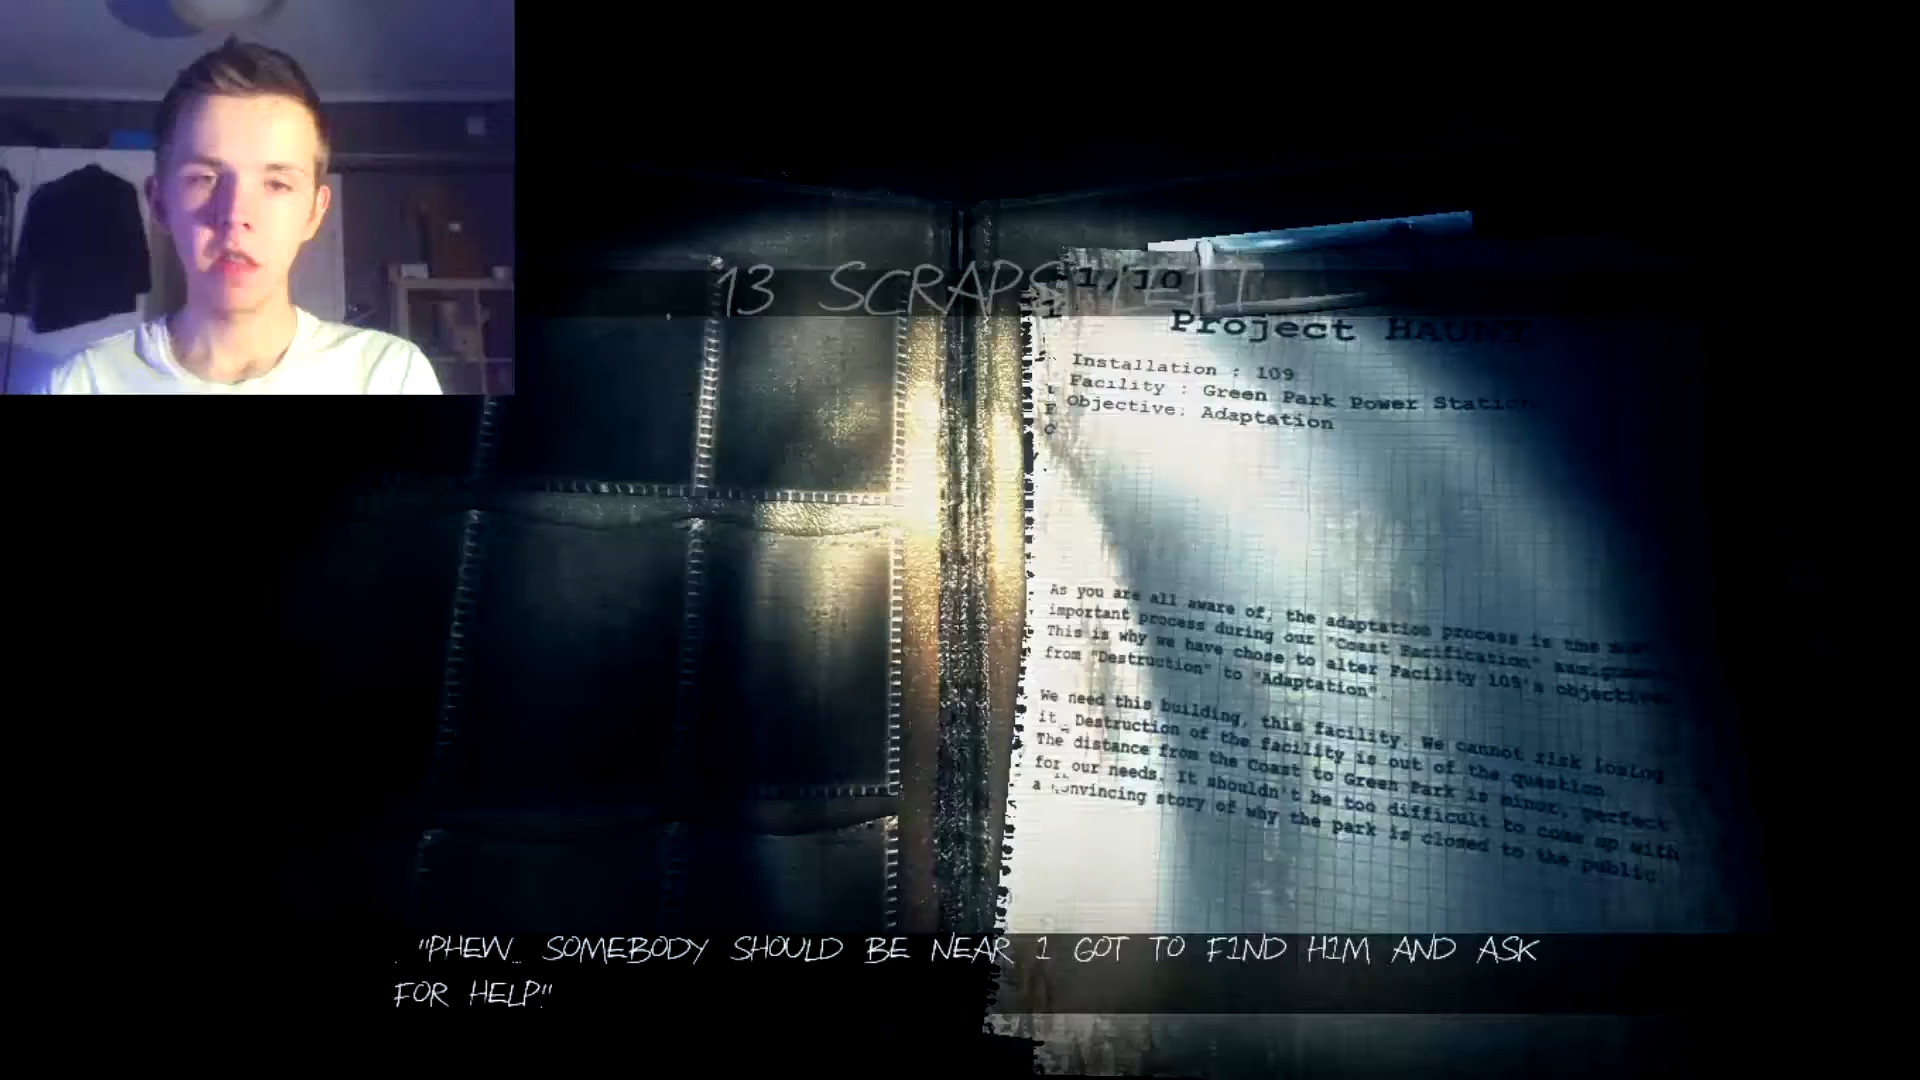 13 SCRAPS LEFT
1/10
Project HAUNT
Installation : 109
Facility : Green Park Power Station
Objective: Adaptation
As you are all aware of, the adaptation process is the
important process during our "Coast Pacification"
This is why we have chose to alter Facility 109's objective
from "Destruction" to "Adaptation".
We need this building, this facility. We cannot risk losing
it. Destruction of the facility is out of the question
The distance from the Coast to Green Park is minor, perfect
for our needs. It shouldn't be too difficult to come up with
a convincing story of why the park is closed to the public.
"PHEW... SOMEBODY SHOULD BE NEAR I GOT TO FIND HIM AND ASK
FOR HELP"